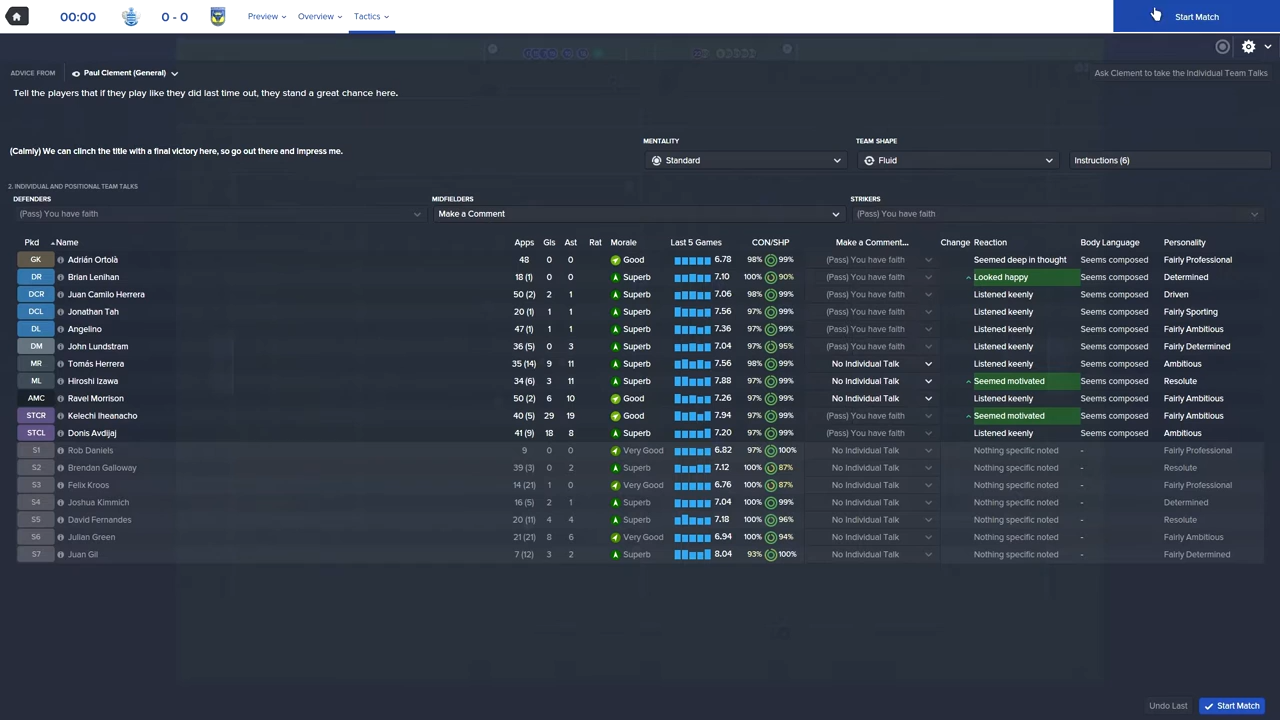 00:00 0 - 0 Preview Overview Tactics Start Match
ADVICE FROM Paul Clement (General) Ask Clement to take the Individual Team Talks
Tell the players that if they play like they did last time out, they stand a great chance here.
MENTALITY TEAM SHAPE
(Calmly) We can clinch the title with a final victory here, so go out there and impress me. Standard Fluid Instructions (6)
2. INDIVIDUAL AND POSITIONAL TEAM TALKS
DEFENDERS MIDFIELDERS STRIKERS
(Pass) You have faith Make a Comment (Pass) You have faith
Pkd Name Apps Gls Ast Rat Morale Last 5 Games CON/SHP Make a Comment... Change Reaction Body Language Personality
GK Adrián Ortolà 48 0 0 Good 6.78 98% 99% (Pass) You have faith Seemed deep in thought Seems composed Fairly Professional
DR Brian Lenihan 18 (1) 0 0 Superb 7.10 100% 90% (Pass) You have faith Looked happy Seems composed Determined
DCR Juan Camilo Herrera 50 (2) 2 1 Superb 7.06 98% 99% (Pass) You have faith Listened keenly Seems composed Driven
DCL Jonathan Tah 20 (1) 1 1 Superb 7.56 97% 99% (Pass) You have faith Listened keenly Seems composed Fairly Sporting
DL Angelino 47 (1) 1 1 Superb 7.36 97% 99% (Pass) You have faith Listened keenly Seems composed Fairly Ambitious
DM John Lundstram 36 (5) 0 3 Superb 7.04 97% 95% (Pass) You have faith Listened keenly Seems composed Fairly Determined
MR Tomás Herrera 35 (14) 9 11 Superb 7.56 98% 99% No Individual Talk Listened keenly Seems composed Ambitious
ML Hiroshi Izawa 34 (6) 3 11 Superb 7.88 97% 99% No Individual Talk Seemed motivated Seems composed Resolute
AMC Ravel Morrison 50 (2) 6 10 Good 7.26 97% 99% No Individual Talk Listened keenly Seems composed Fairly Ambitious
STCR Kelechi Iheanacho 40 (5) 29 19 Good 7.94 97% 99% (Pass) You have faith Seemed motivated Seems composed Fairly Ambitious
STCL Donis Avdijaj 41 (9) 18 8 Superb 7.20 97% 99% (Pass) You have faith Listened keenly Seems composed Ambitious
S1 Rob Daniels 9 0 0 Very Good 6.82 97% 100% No Individual Talk Nothing specific noted - Fairly Professional
S2 Brendan Galloway 39 (3) 0 2 Superb 7.12 100% 87% No Individual Talk Nothing specific noted - Resolute
S3 Felix Kroos 14 (21) 1 0 Very Good 6.76 100% 87% No Individual Talk Nothing specific noted - Fairly Professional
S4 Joshua Kimmich 16 (5) 2 1 Superb 7.04 100% 99% No Individual Talk Nothing specific noted - Determined
S5 David Fernandes 20 (11) 4 4 Superb 7.18 100% 96% No Individual Talk Nothing specific noted - Resolute
S6 Julian Green 21 (21) 8 6 Very Good 6.94 100% 94% No Individual Talk Nothing specific noted - Fairly Ambitious
S7 Juan Gil 7 (12) 3 2 Superb 8.04 93% 100% No Individual Talk Nothing specific noted - Fairly Determined
Undo Last Start Match